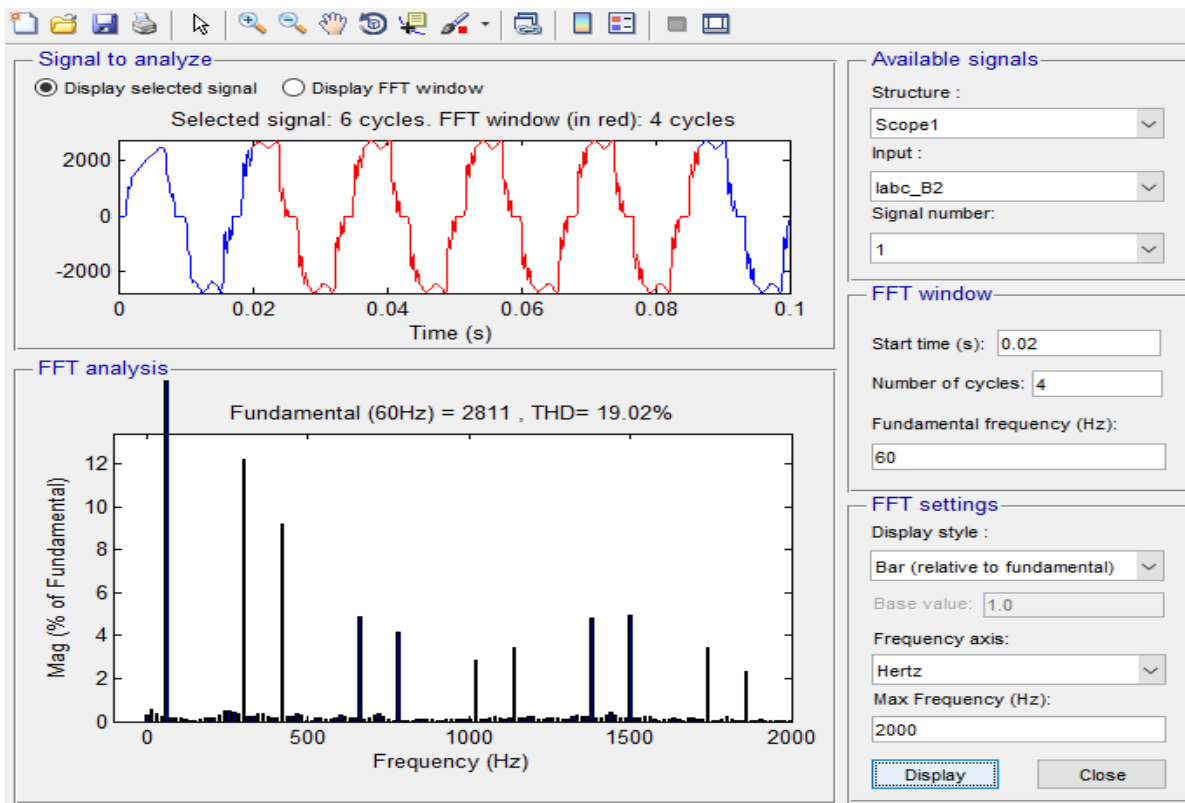 Signal to analyze
Display selected signal
Display FFT window
Selected signal: 6 cycles. FFT window (in red): 4 cycles
2000
0
-2000
0
0.02
0.04
0.06
0.08
0.1
Time (s)
FFT analysis
Fundamental (60Hz) = 2811 , THD= 19.02%
12
10
8
6
4
2
0
Mag (% of Fundamental)
0
500
1000
1500
2000
Frequency (Hz)
Available signals
Structure :
Scope1
Input :
Iabc_B2
Signal number:
1
FFT window
Start time (s): 0.02
Number of cycles: 4
Fundamental frequency (Hz):
60
FFT settings
Display style :
Bar (relative to fundamental)
Base value: 1.0
Frequency axis:
Hertz
Max Frequency (Hz):
2000
Display
Close